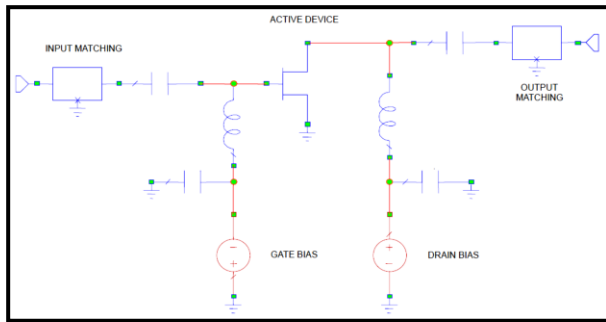 ACTIVE DEVICE
INPUT MATCHING
OUTPUT
MATCHING
GATE BIAS
DRAIN BIAS